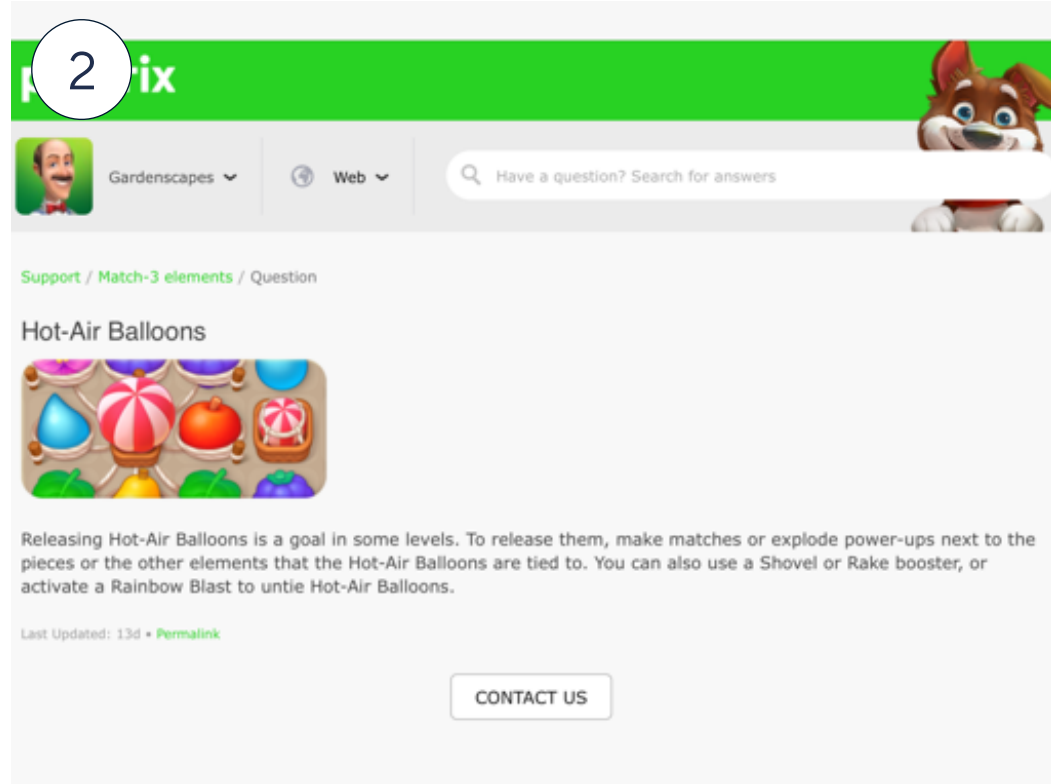 2
ix
Gardenscapes
Web
Have a question? Search for answers
Support / Match-3 elements / Question
Hot-Air Balloons
Releasing Hot-Air Balloons is a goal in some levels. To release them, make matches or explode power-ups next to the
pieces or the other elements that the Hot-Air Balloons are tied to. You can also use a Shovel or Rake booster, or
activate a Rainbow Blast to untie Hot-Air Balloons.
Last Updated: 13d • Permalink
CONTACT US